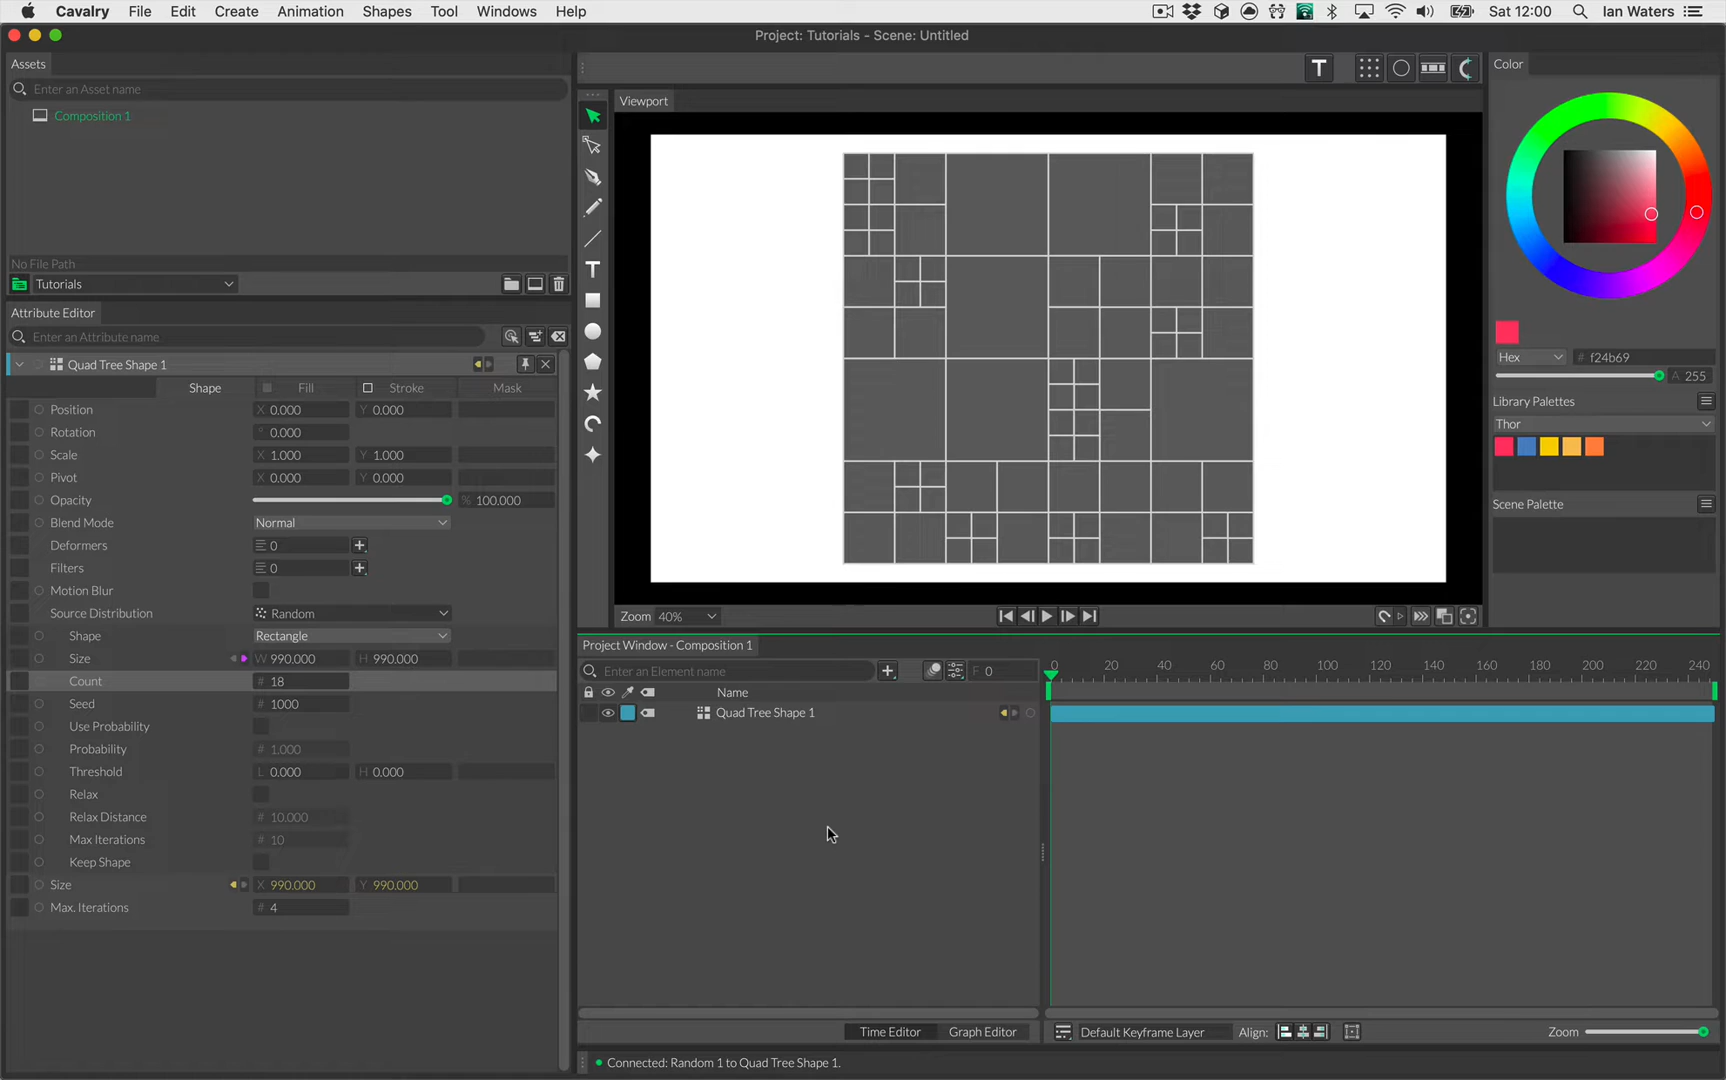 Cavalry File Edit Create Animation Shapes Tool Windows Help Sat 12:00 Ian Waters
Project: Tutorials - Scene: Untitled
Assets
Enter an Asset name
Composition 1
No File Path
Tutorials
Attribute Editor
Enter an Attribute name
Quad Tree Shape 1
Shape Fill Stroke Mask
Position X 0.000 Y 0.000
Rotation ° 0.000
Scale X 1.000 Y 1.000
Pivot X 0.000 Y 0.000
Opacity % 100.000
Blend Mode Normal
Deformers 0
Filters 0
Motion Blur
Source Distribution Random
Shape Rectangle
Size W 990.000 H 990.000
Count # 18
Seed # 1000
Use Probability
Probability # 1.000
Threshold L 0.000 H 0.000
Relax
Relax Distance # 10.000
Max Iterations # 10
Keep Shape
Size X 990.000 Y 990.000
Max. Iterations # 4
Viewport
Zoom 40%
Project Window - Composition 1
Enter an Element name F 0
0 20 40 60 80 100 120 140 160 180 200 220 240
Name
Quad Tree Shape 1
Time Editor Graph Editor Default Keyframe Layer Align: Zoom
Connected: Random 1 to Quad Tree Shape 1.
Color
Hex # f24b69
A 255
Library Palettes
Thor
Scene Palette